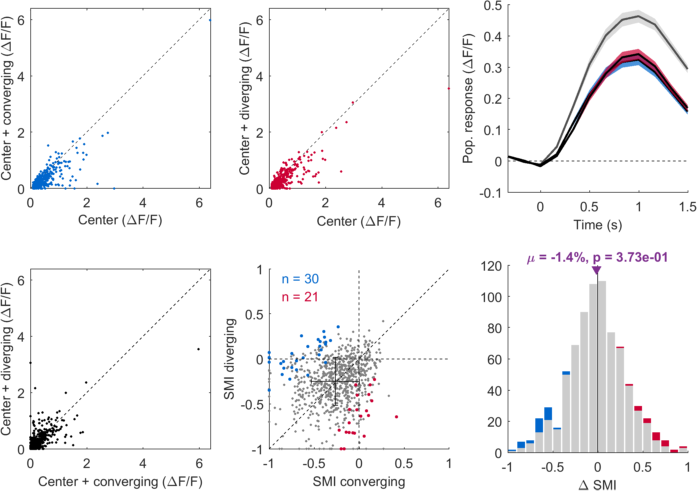 Center + converging (ΔF/F)
6
4
2
0
0 2 4 6
Center (ΔF/F)
Center + diverging (ΔF/F)
6
4
2
0
0 2 4 6
Center (ΔF/F)
Pop. response (ΔF/F)
0.5
0.4
0.3
0.2
0.1
0
-0.1
0 0.5 1.0 1.5
Time (s)
Center + diverging (ΔF/F)
6
4
2
0
0 2 4 6
Center + converging (ΔF/F)
SMI diverging
1
0.5
0
-0.5
-1
n = 30
n = 21
-1 -0.5 0 0.5 1
SMI converging
μ = -1.4%, p = 3.73e-01
120
100
80
60
40
20
0
-1 -0.5 0 0.5 1
Δ SMI